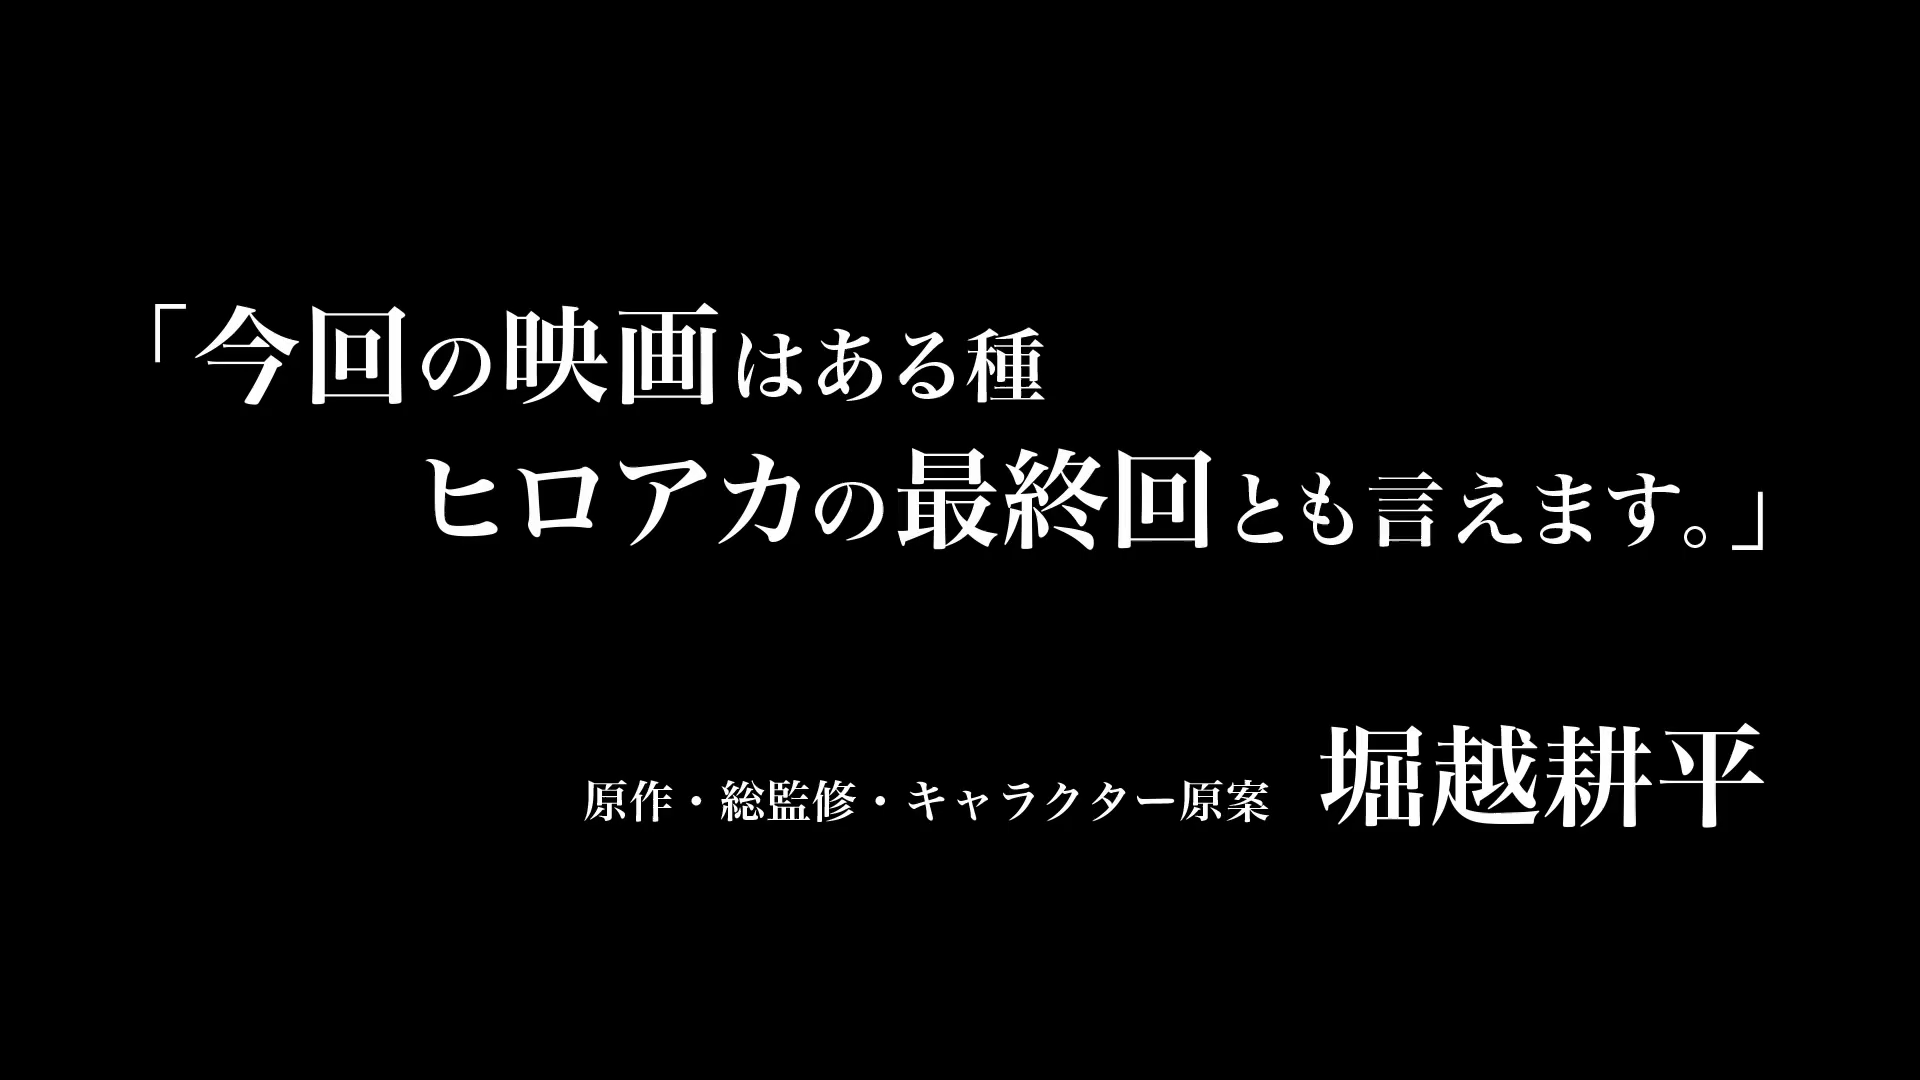 「今回の映画はある種
ヒロアカの最終回とも言えます。」
原作・総監修・キャラクター原案 堀越耕平